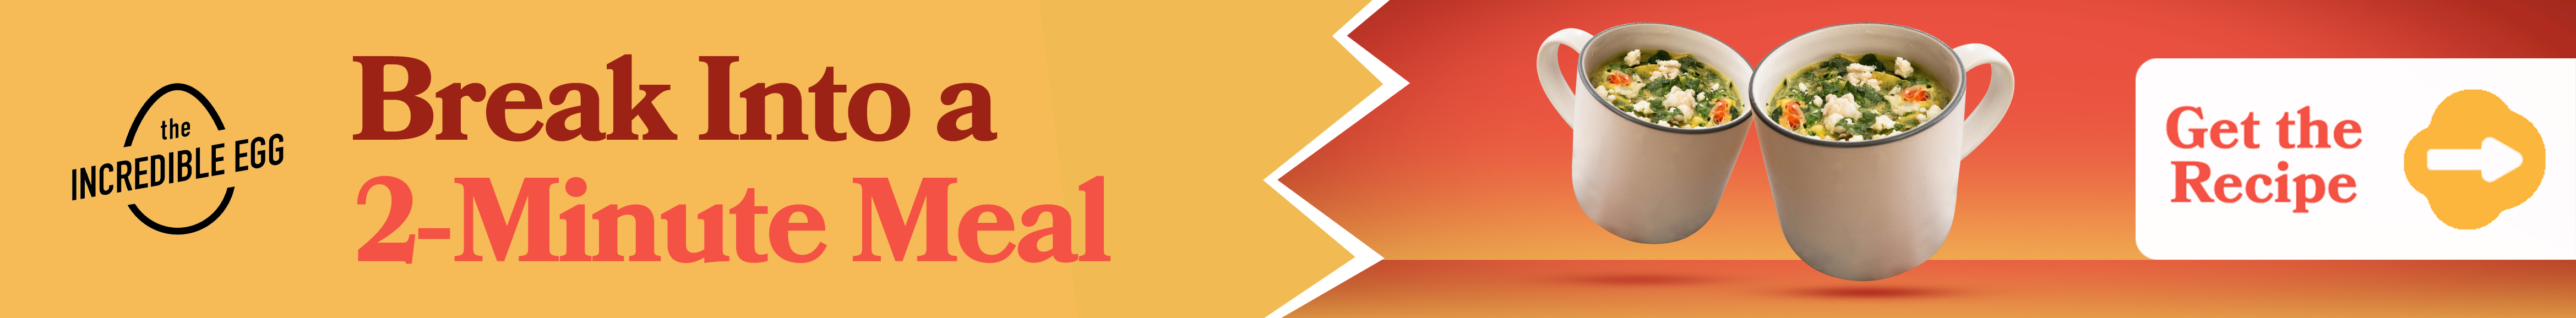 the
INCREDIBLE EGG
Break Into a
2-Minute Meal
Get the
Recipe